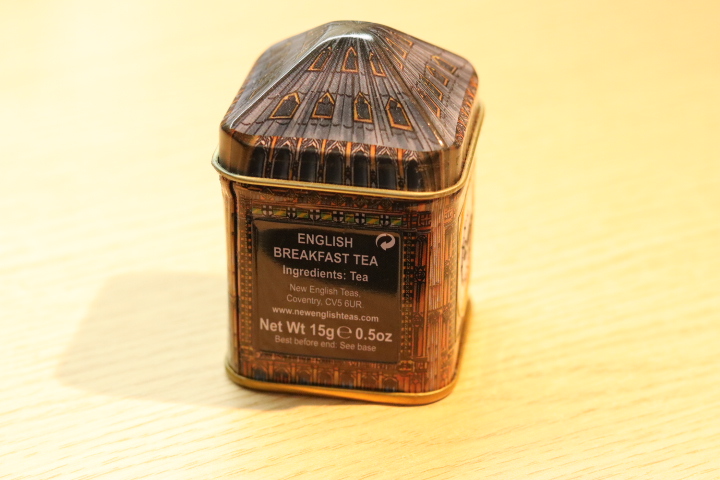 ENGLISH
BREAKFAST TEA
Ingredients: Tea
New English Teas,
Coventry, CV5 6UR
www.newenglishteas.com
Net Wt 15g ℮ 0.5oz
Best before end: See base